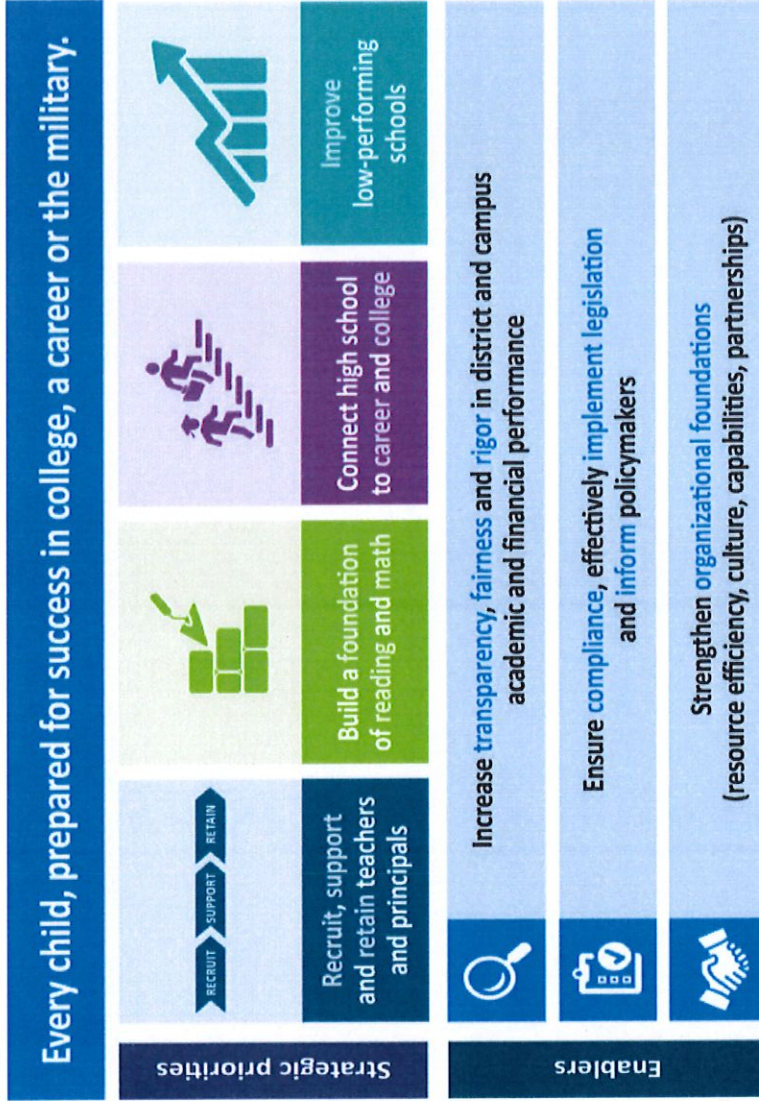 Every child, prepared for success in college, a career or the military.
Strategic priorities
RECRUIT
SUPPORT
RETAIN
Recruit, support
and retain teachers
and principals
Build a foundation
of reading and math
Connect high school
to career and college
Improve
low-performing
schools
Enablers
Increase transparency, fairness and rigor in district and campus
academic and financial performance
Ensure compliance, effectively implement legislation
and inform policymakers
Strengthen organizational foundations
(resource efficiency, culture, capabilities, partnerships)